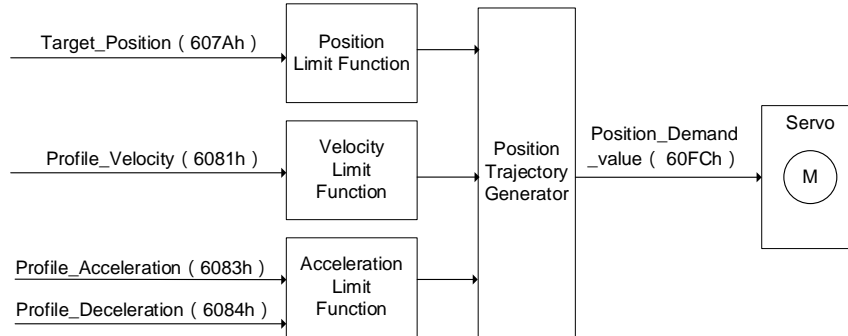 Target_Position ( 607Ah )
Position
Limit Function
Profile_Velocity ( 6081h )
Velocity
Limit
Function
Profile_Acceleration ( 6083h )
Profile_Deceleration ( 6084h )
Acceleration
Limit
Function
Position
Trajectory
Generator
Position_Demand
_value ( 60FCh )
Servo
M